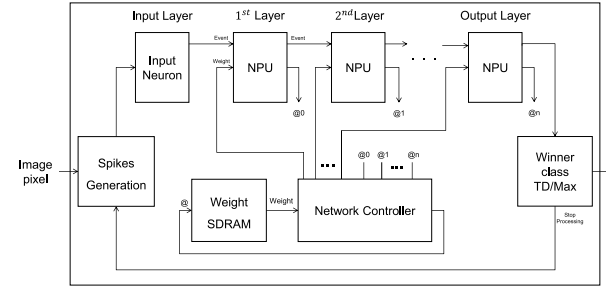 Input Layer
1st Layer
2nd Layer
Output Layer
Input
Neuron
Event
Weight
NPU
Event
NPU
. . .
NPU
@0
@1
@n
Image
pixel
Spikes
Generation
@
Weight
SDRAM
Weight
...
@0
@1
...
@n
Network Controller
Winner
class
TD/Max
Stop
Processing